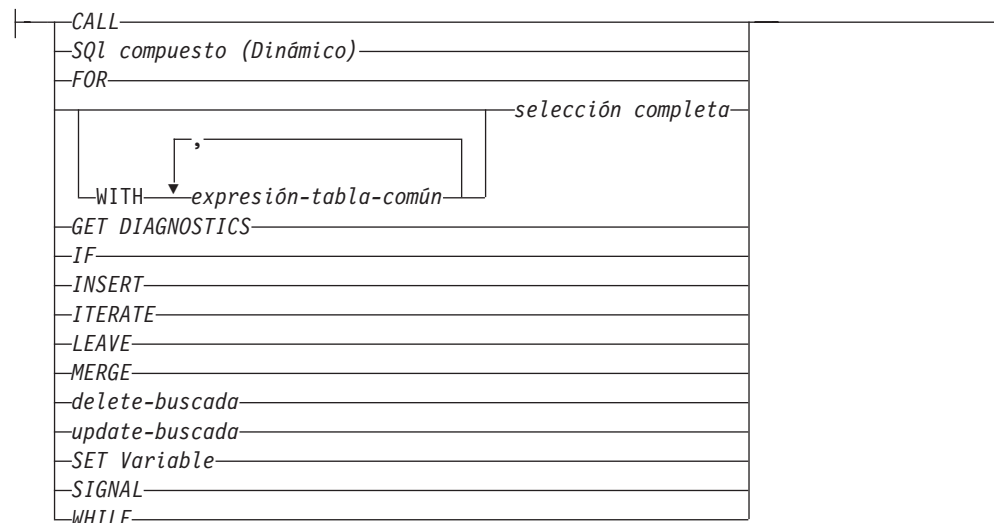 CALL
SQl compuesto (Dinámico)
FOR
selección completa
,
WITH expresión-tabla-común
GET DIAGNOSTICS
IF
INSERT
ITERATE
LEAVE
MERGE
delete-buscada
update-buscada
SET Variable
SIGNAL
WHILE